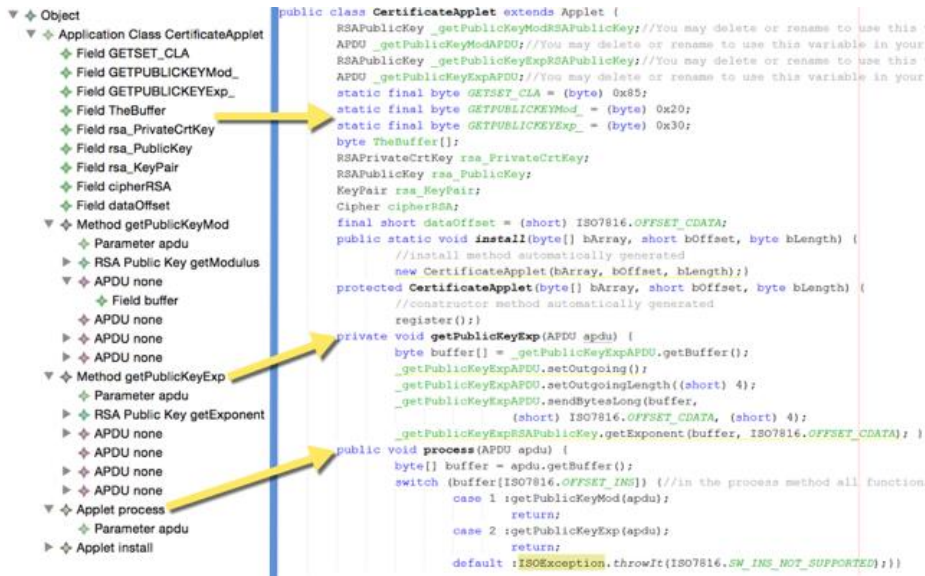 Object
Application Class CertificateApplet
Field GETSET_CLA
Field GETPUBLICKEYMod_
Field GETPUBLICKEYExp_
Field TheBuffer
Field rsa_PrivateCrtKey
Field rsa_PublicKey
Field rsa_KeyPair
Field cipherRSA
Field dataOffset
Method getPublicKeyMod
Parameter apdu
RSA Public Key getModulus
APDU none
Field buffer
APDU none
APDU none
APDU none
Method getPublicKeyExp
Parameter apdu
RSA Public Key getExponent
APDU none
APDU none
APDU none
APDU none
Applet process
Parameter apdu
Applet install
public class CertificateApplet extends Applet {
RSAPublicKey _getPublicKeyModRSAPublicKey;//You may delete or rename to use this
APDU _getPublicKeyModAPDU;//You may delete or rename to use this variable in your
RSAPublicKey _getPublicKeyExpRSAPublicKey;//You may delete or rename to use this
APDU _getPublicKeyExpAPDU;//You may delete or rename to use this variable in your
static final byte GETSET_CLA = (byte) 0x85;
static final byte GETPUBLICKEYMod_ = (byte) 0x20;
static final byte GETPUBLICKEYExp_ = (byte) 0x30;
byte TheBuffer[];
RSAPrivateCrtKey rsa_PrivateCrtKey;
RSAPublicKey rsa_PublicKey;
KeyPair rsa_KeyPair;
Cipher cipherRSA;
final short dataOffset = (short) ISO7816.OFFSET_CDATA;
public static void install(byte[] bArray, short bOffset, byte bLength) {
//install method automatically generated
new CertificateApplet(bArray, bOffset, bLength);}
protected CertificateApplet(byte[] bArray, short bOffset, byte bLength) {
//constructor method automatically generated
register();}
private void getPublicKeyExp(APDU apdu) {
byte buffer[] = _getPublicKeyExpAPDU.getBuffer();
_getPublicKeyExpAPDU.setOutgoing();
_getPublicKeyExpAPDU.setOutgoingLength((short) 4);
_getPublicKeyExpAPDU.sendBytesLong(buffer,
(short) ISO7816.OFFSET_CDATA, (short) 4);
_getPublicKeyExpRSAPublicKey.getExponent(buffer, ISO7816.OFFSET_CDATA); }
public void process(APDU apdu) {
byte[] buffer = apdu.getBuffer();
switch (buffer[ISO7816.OFFSET_INS]) {//in the process method all function
case 1 :getPublicKeyMod(apdu);
return;
case 2 :getPublicKeyExp(apdu);
return;
default :ISOException.throwIt(ISO7816.SW_INS_NOT_SUPPORTED);}}